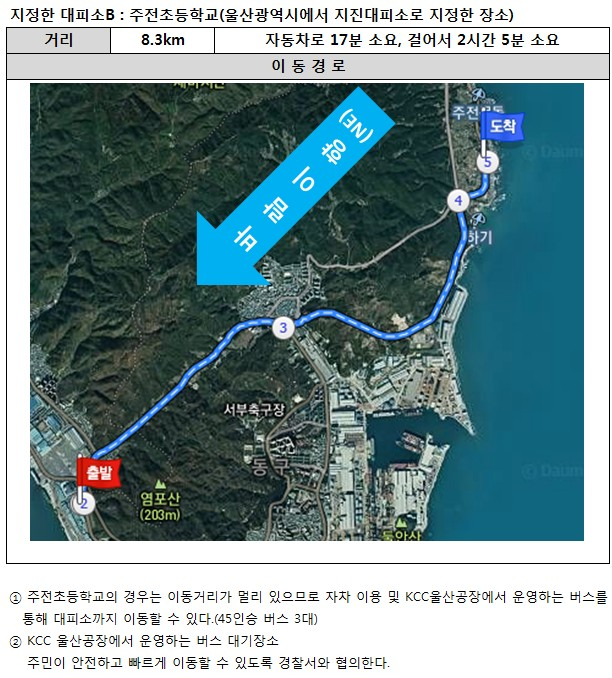 지정한 대피소B : 주전초등학교(울산광역시에서 지진대피소로 지정한 장소)
거리 8.3km 자동차로 17분 소요, 걸어서 2시간 5분 소요
이 동 경 로
(NE)
바 람 이 동
도착
5
4
하기
3
서부축구장
동구
출발
2
염포산
(203m)
© Daum
① 주전초등학교의 경우는 이동거리가 멀리 있으므로 자차 이용 및 KCC울산공장에서 운영하는 버스를
통해 대피소까지 이동할 수 있다.(45인승 버스 3대)
② KCC 울산공장에서 운영하는 버스 대기장소
주민이 안전하고 빠르게 이동할 수 있도록 경찰서와 협의한다.